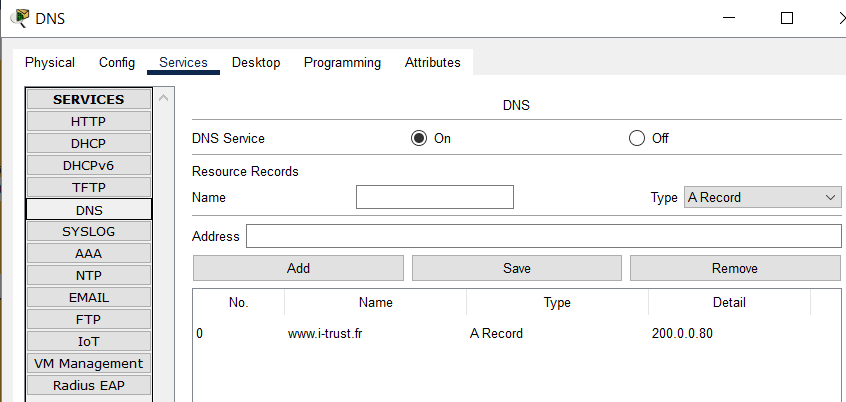 DNS
Physical Config Services Desktop Programming Attributes
SERVICES
HTTP
DHCP
DHCPv6
TFTP
DNS
SYSLOG
AAA
NTP
EMAIL
FTP
IoT
VM Management
Radius EAP
DNS
DNS Service On Off
Resource Records
Name Type A Record
Address
Add Save Remove
No. Name Type Detail
0 www.i-trust.fr A Record 200.0.0.80